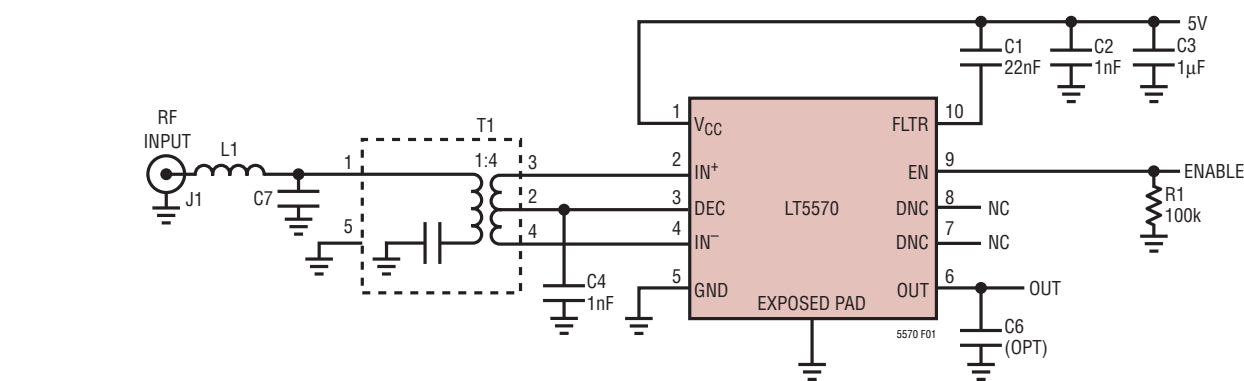 5V
C1
22nF
C2
1nF
C3
1µF
RF
INPUT
L1
J1
C7
T1
1:4
1
5
3
2
4
C4
1nF
1
2
3
4
5
V_CC
IN⁺
DEC
IN⁻
GND
LT5570
EXPOSED PAD
FLTR
EN
DNC
DNC
OUT
10
9
8
7
6
NC
NC
ENABLE
R1
100k
OUT
C6
(OPT)
5570 F01